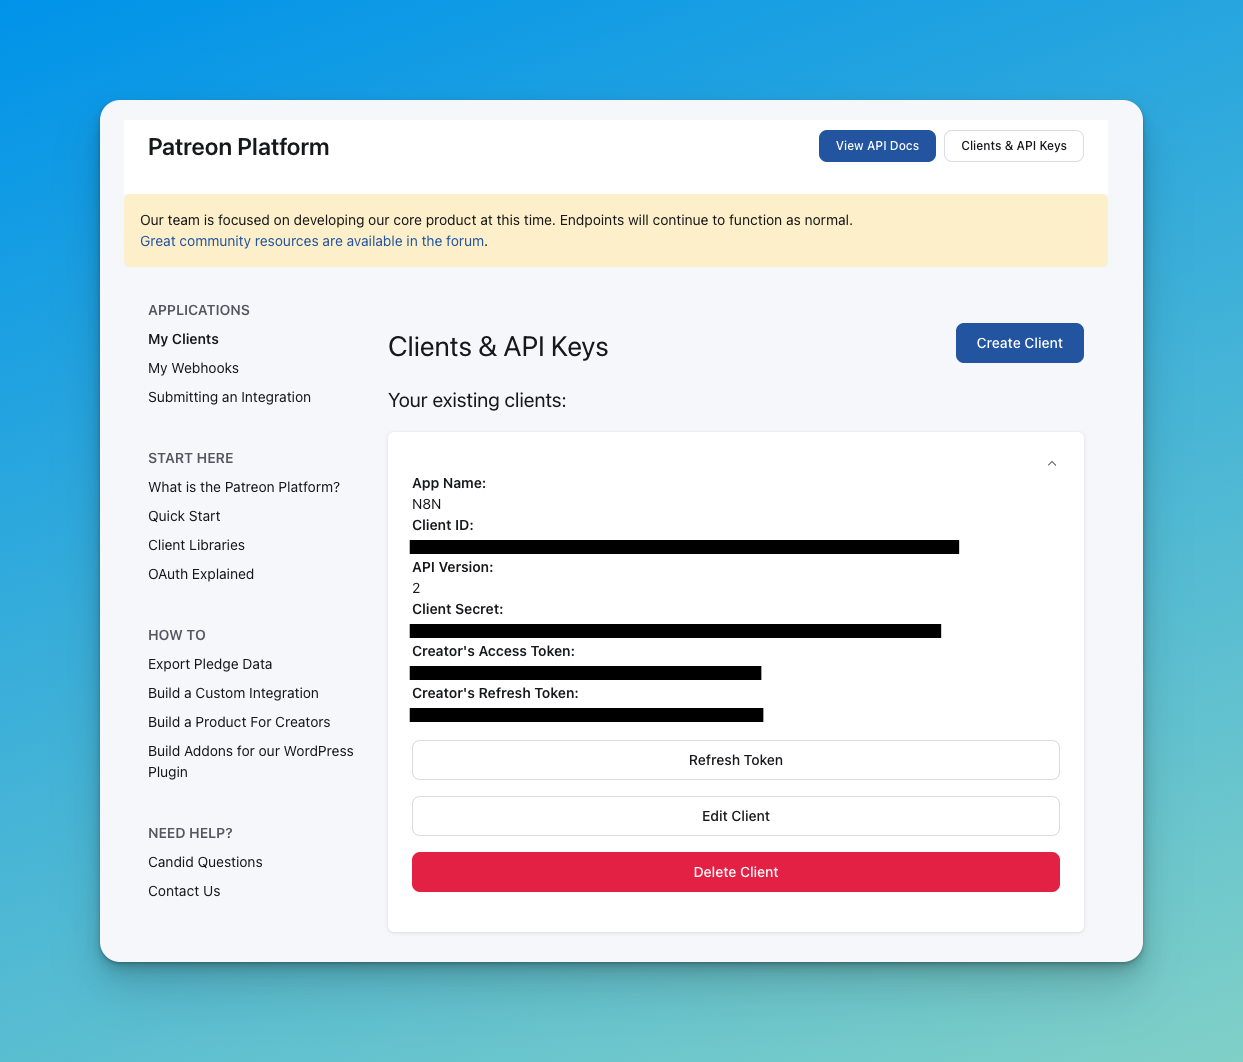 Patreon Platform
View API Docs
Clients & API Keys
Our team is focused on developing our core product at this time. Endpoints will continue to function as normal.
Great community resources are available in the forum.
APPLICATIONS
My Clients
My Webhooks
Submitting an Integration
START HERE
What is the Patreon Platform?
Quick Start
Client Libraries
OAuth Explained
HOW TO
Export Pledge Data
Build a Custom Integration
Build a Product For Creators
Build Addons for our WordPress
Plugin
NEED HELP?
Candid Questions
Contact Us
Clients & API Keys
Create Client
Your existing clients:
App Name:
N8N
Client ID:
API Version:
2
Client Secret:
Creator's Access Token:
Creator's Refresh Token:
Refresh Token
Edit Client
Delete Client